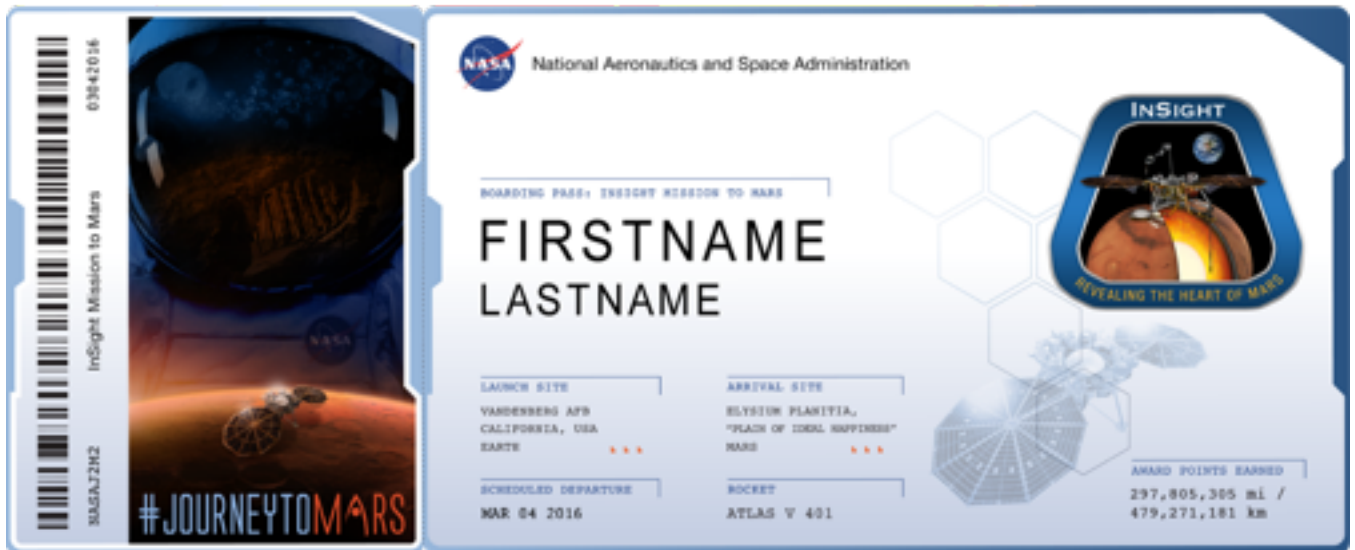 03042016
InSight Mission to Mars
NASAJ2M2
NASA
#JOURNEYTOMARS
NASA
National Aeronautics and Space Administration
INSIGHT
REVEALING THE HEART OF MARS
BOARDING PASS: INSIGHT MISSION TO MARS
FIRSTNAME
LASTNAME
LAUNCH SITE
VANDENBERG AFB
CALIFORNIA, USA
EARTH
ARRIVAL SITE
ELYSIUM PLANITIA,
"PLAIN OF IDEAL HAPPINESS"
MARS
SCHEDULED DEPARTURE
MAR 04 2016
ROCKET
ATLAS V 401
AWARD POINTS EARNED
297,805,305 mi /
479,271,181 km